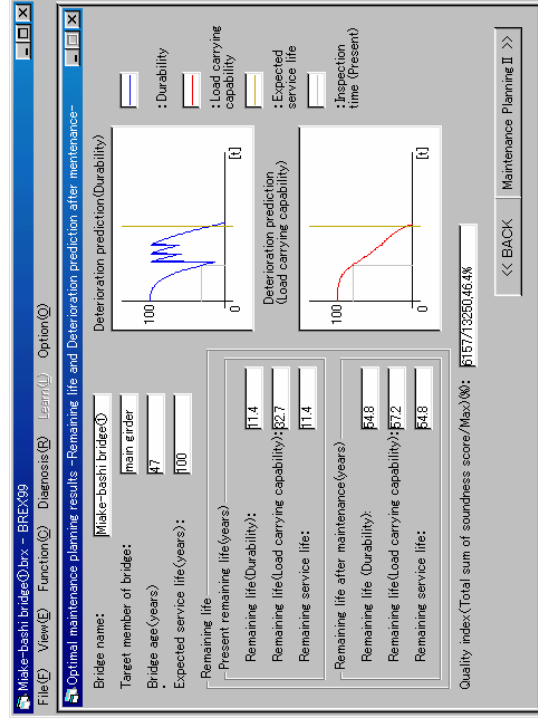 Miake-bashi bridge①.brx - BREX99
File(F) View(E) Function(C) Diagnosis(R) Learn(L) Option(O)
Optimal maintenance planning results -Remaining life and Deterioration prediction after mentenance-
Bridge name: Miake-bashi bridge①
Target member of bridge: main girder
Bridge age(years) 47
:
Expected service life(years): 100
Remaining life
Present remaining life(years)
Remaining life(Durability): 11.4
Remaining life(Load carrying capability): 32.7
Remaining service life: 11.4
Remaining life after maintenance(years)
Remaining life (Durability): 54.8
Remaining life(Load carrying capability): 57.2
Remaining service life: 54.8
Quality index(Total sum of soundness score/Max)(%): 6157/13250,46.4%
Deterioration prediction(Durability)
100
0
[t]
Deterioration prediction
(Load carrying capability)
100
0
[t]
:Durability
:Load carrying
capability
:Expected
service life
:Inspection
time (Present)
<< BACK
Maintenance Planning II >>